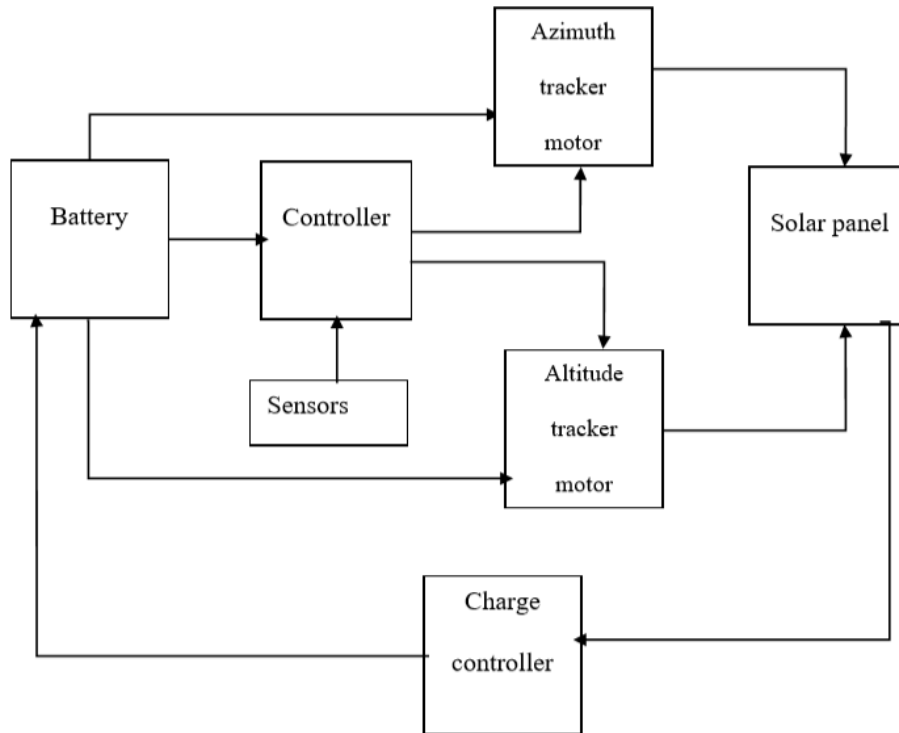 Azimuth
tracker
motor
Battery
Controller
Solar panel
Sensors
Altitude
tracker
motor
Charge
controller